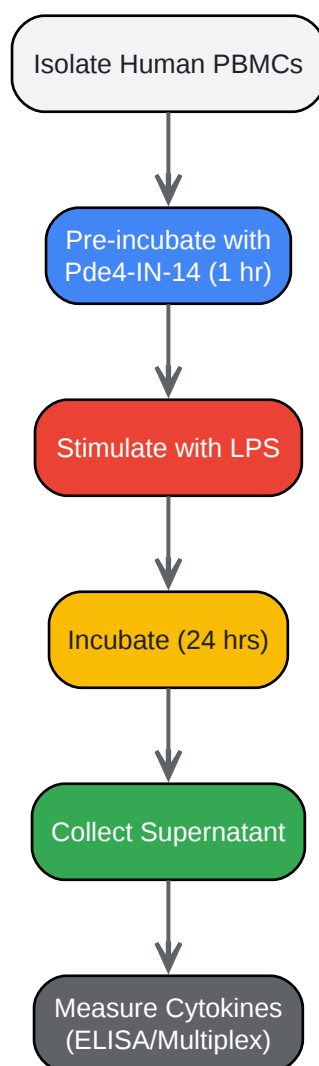 Isolate Human PBMCs
Pre-incubate with
Pde4-IN-14 (1 hr)
Stimulate with LPS
Incubate (24 hrs)
Collect Supernatant
Measure Cytokines
(ELISA/Multiplex)